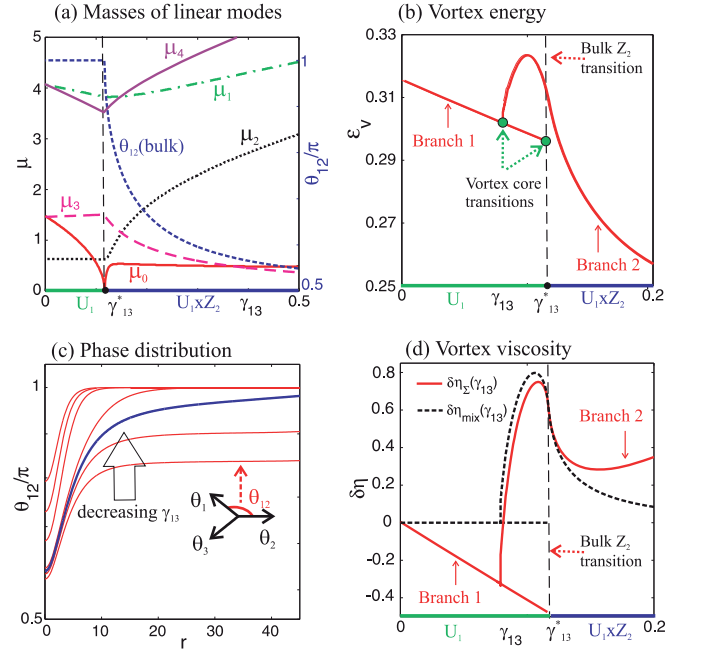 (a) Masses of linear modes
5
4
3
2
1
0
μ
μ₄
μ₁
μ₂
θ₁₂(bulk)
μ₃
μ₀
1
θ₁₂/π
0.5
0
U₁
γ*₁₃
U₁xZ₂
γ₁₃
0.5
(b) Vortex energy
0.33
0.31
0.29
0.27
0.25
ε_v
Bulk Z₂
transition
Branch 1
Vortex core
transitions
Branch 2
0
U₁
γ₁₃
γ*₁₃
U₁xZ₂
0.2
(c) Phase distribution
1
0.5
θ₁₂/π
decreasing γ₁₃
θ₁
θ₁₂
θ₃
θ₂
0
10
20
30
40
r
(d) Vortex viscosity
0.8
0.6
0.4
0.2
0
-0.2
-0.4
δη
δη_Σ(γ₁₃)
δη_mix(γ₁₃)
Branch 2
Bulk Z₂
transition
Branch 1
0
U₁
γ₁₃
γ*₁₃
U₁xZ₂
0.2